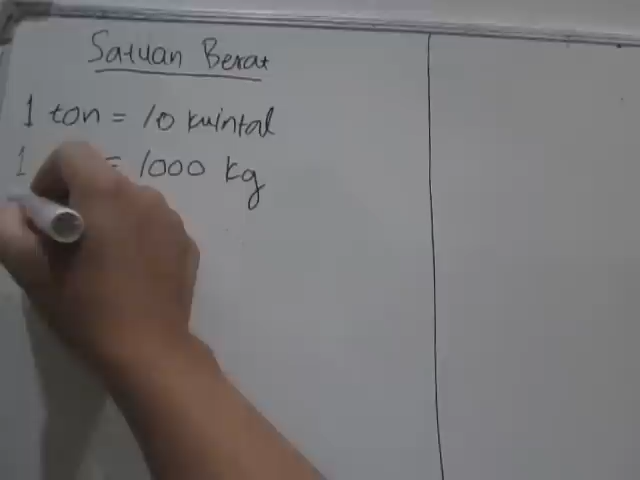 Satuan Berat
1 ton = 10 kuintal
1 = 1000 kg